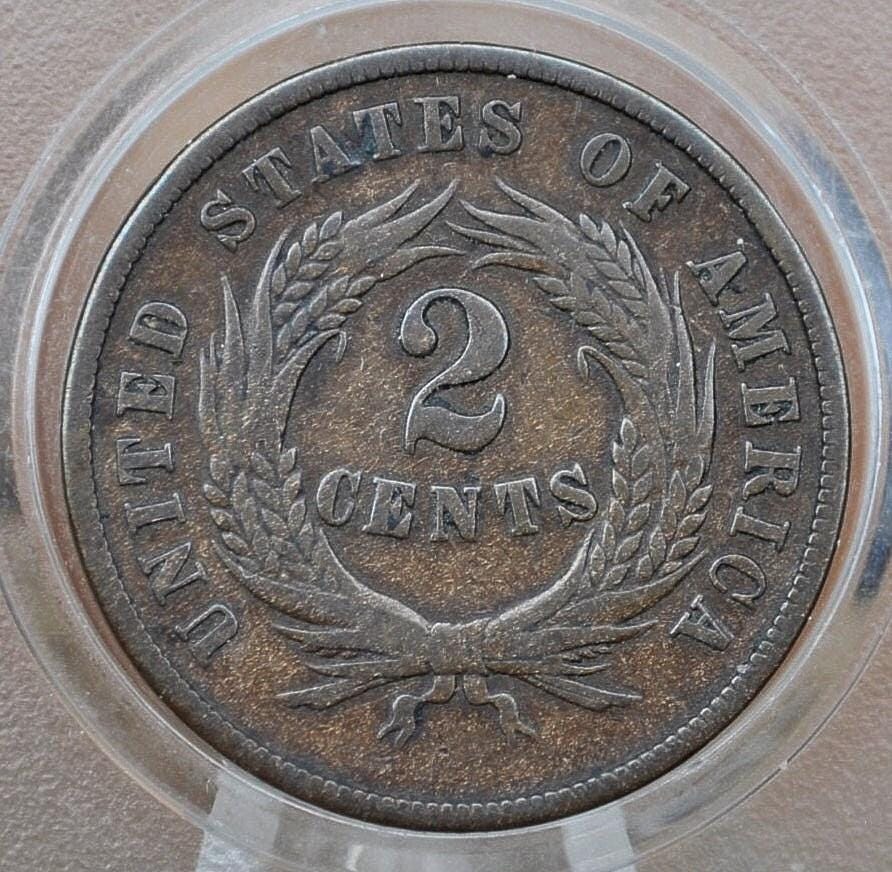 UNITED STATES OF AMERICA
2
CENTS